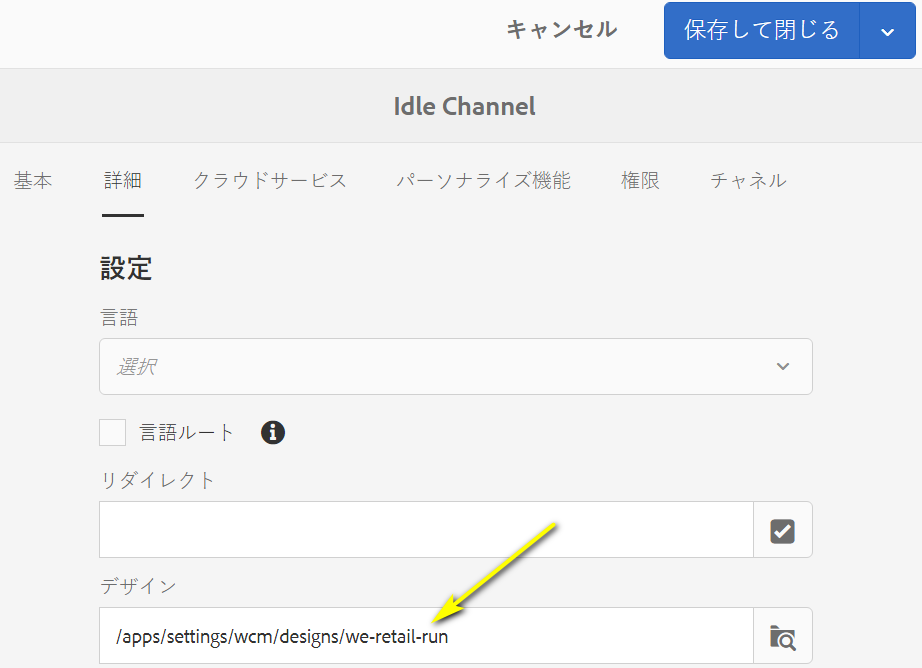 キャンセル 保存して閉じる
Idle Channel
基本 詳細 クラウドサービス パーソナライズ機能 権限 チャネル
設定
言語
選択
言語ルート
リダイレクト
デザイン
/apps/settings/wcm/designs/we-retail-run